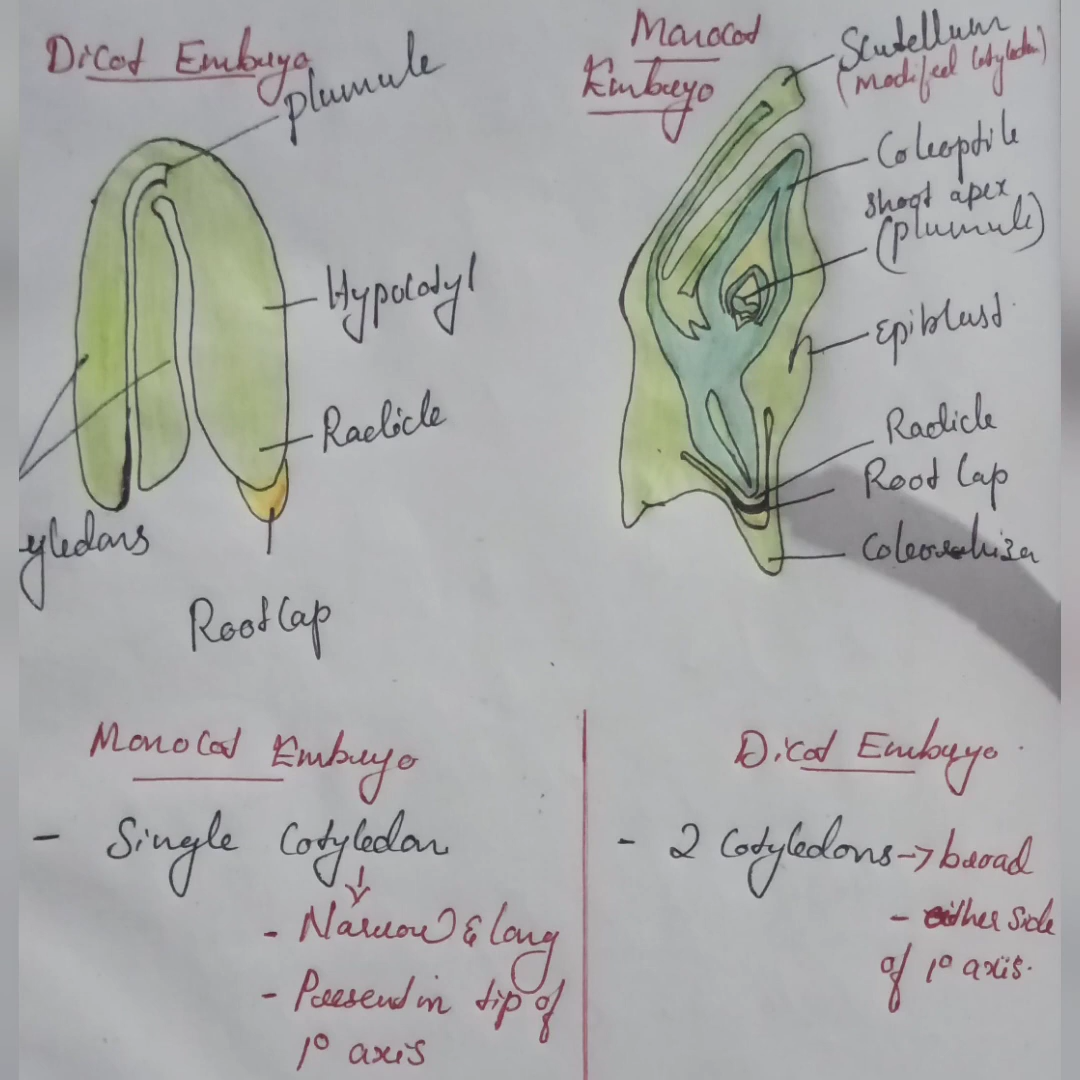 Dicot Embryo
plumule
Hypocotyl
Radicle
yledons
Root Cap
Monocot
Embryo
Scutellum
(modified Cotyledon)
Coleoptile
shoot apex
(plumule)
epiblast
Radicle
Root Cap
Coleorhiza
Monocot Embryo
- Single Cotyledon
↓
- Narrow & long
- Present in tip of
1° axis
Dicot Embryo
- 2 Cotyledons → broad
- either side
of 1° axis.